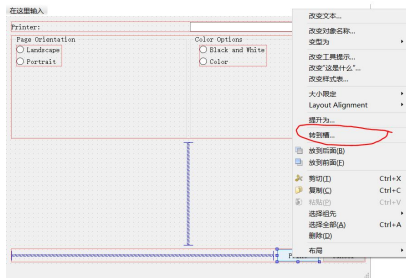 在这里输入
Printer:
Page Orientation
Landscape
Portrait
Color Options
Black and White
Color
改变文本...
改变对象名称...
变型为
改变工具提示...
改变“这是什么”...
改变样式表...
大小限定
Layout Alignment
提升为...
转到槽...
放到后面(B)
放到前面(F)
剪切(T) Ctrl+X
复制(C) Ctrl+C
粘贴(P) Ctrl+V
选择祖先
选择全部(A) Ctrl+A
删除(D)
布局